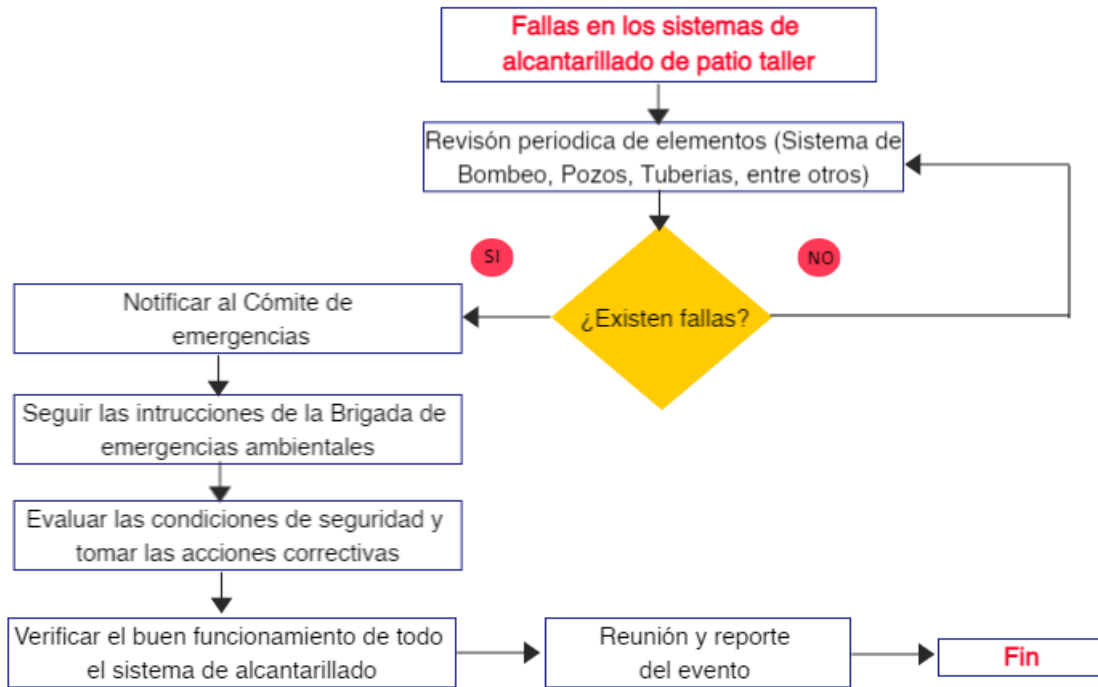 Fallas en los sistemas de
alcantarillado de patio taller
Revisón periodica de elementos (Sistema de
Bombeo, Pozos, Tuberias, entre otros)
SI
NO
¿Existen fallas?
Notificar al Cómite de
emergencias
Seguir las intrucciones de la Brigada de
emergencias ambientales
Evaluar las condiciones de seguridad y
tomar las acciones correctivas
Verificar el buen funcionamiento de todo
el sistema de alcantarillado
Reunión y reporte
del evento
Fin